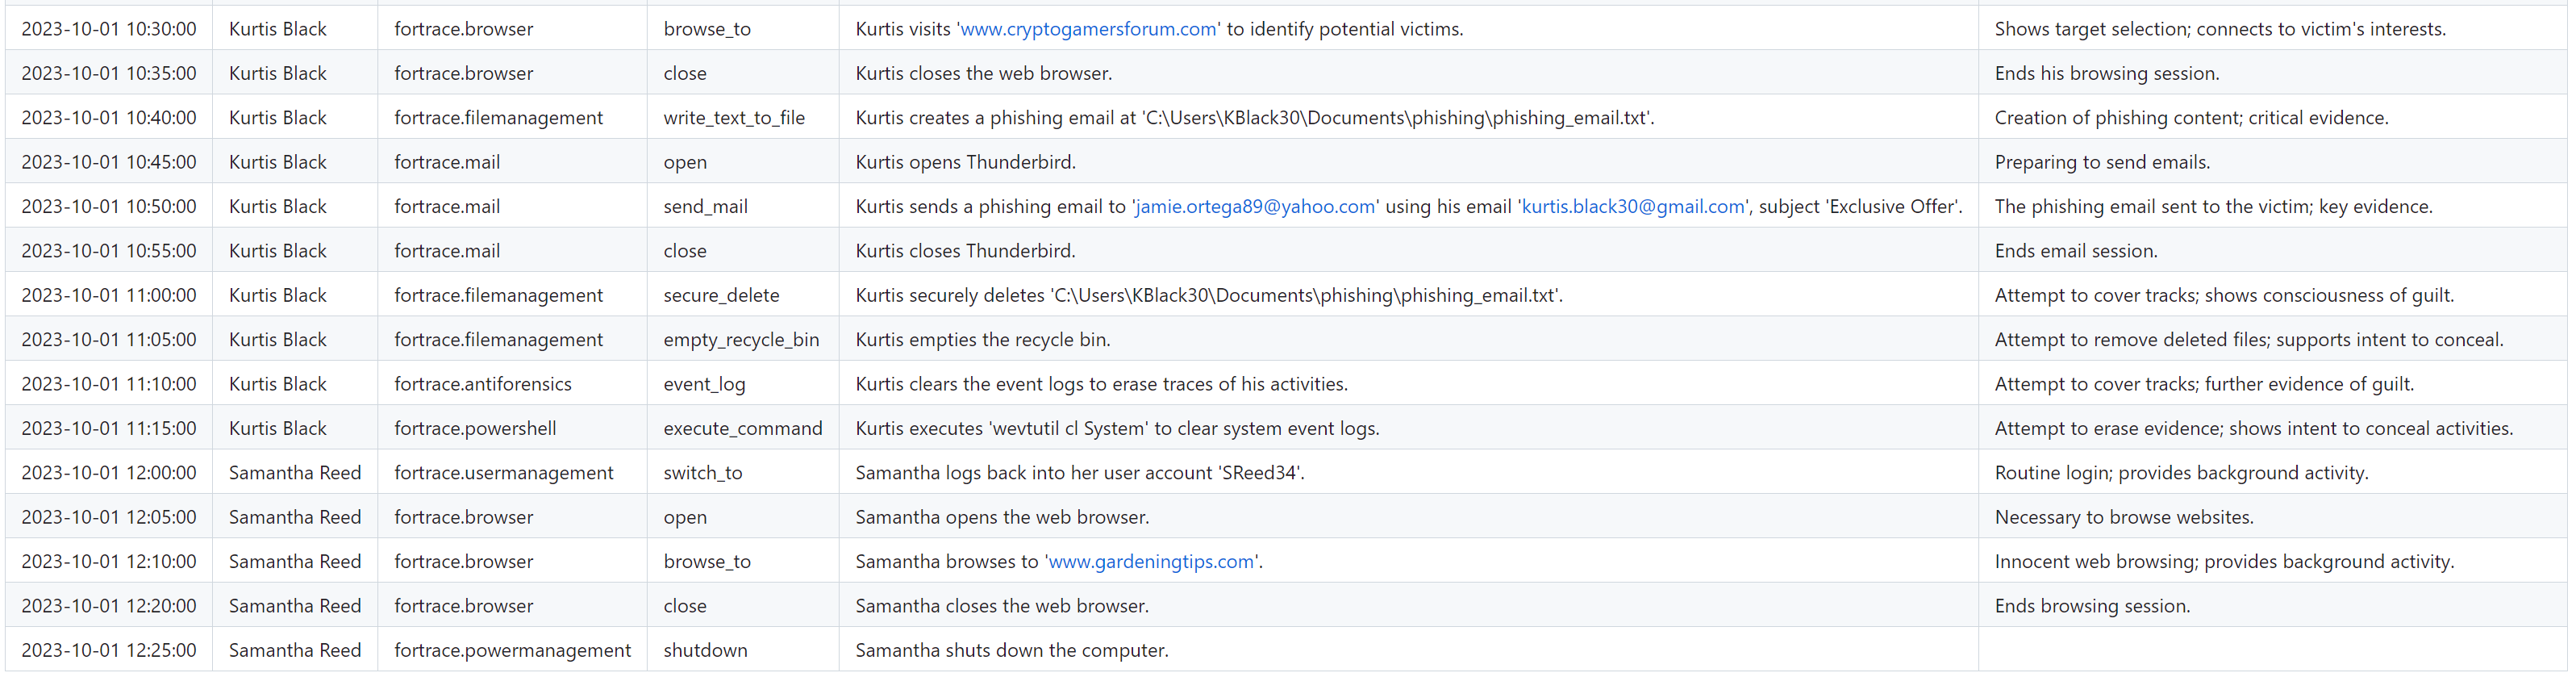 2023-10-01 10:30:00 Kurtis Black fortrace.browser browse_to Kurtis visits 'www.cryptogamersforum.com' to identify potential victims. Shows target selection; connects to victim's interests.
2023-10-01 10:35:00 Kurtis Black fortrace.browser close Kurtis closes the web browser. Ends his browsing session.
2023-10-01 10:40:00 Kurtis Black fortrace.filemanagement write_text_to_file Kurtis creates a phishing email at 'C:\Users\KBlack30\Documents\phishing\phishing_email.txt'. Creation of phishing content; critical evidence.
2023-10-01 10:45:00 Kurtis Black fortrace.mail open Kurtis opens Thunderbird. Preparing to send emails.
2023-10-01 10:50:00 Kurtis Black fortrace.mail send_mail Kurtis sends a phishing email to 'jamie.ortega89@yahoo.com' using his email 'kurtis.black30@gmail.com', subject 'Exclusive Offer'. The phishing email sent to the victim; key evidence.
2023-10-01 10:55:00 Kurtis Black fortrace.mail close Kurtis closes Thunderbird. Ends email session.
2023-10-01 11:00:00 Kurtis Black fortrace.filemanagement secure_delete Kurtis securely deletes 'C:\Users\KBlack30\Documents\phishing\phishing_email.txt'. Attempt to cover tracks; shows consciousness of guilt.
2023-10-01 11:05:00 Kurtis Black fortrace.filemanagement empty_recycle_bin Kurtis empties the recycle bin. Attempt to remove deleted files; supports intent to conceal.
2023-10-01 11:10:00 Kurtis Black fortrace.antiforensics event_log Kurtis clears the event logs to erase traces of his activities. Attempt to cover tracks; further evidence of guilt.
2023-10-01 11:15:00 Kurtis Black fortrace.powershell execute_command Kurtis executes 'wevtutil cl System' to clear system event logs. Attempt to erase evidence; shows intent to conceal activities.
2023-10-01 12:00:00 Samantha Reed fortrace.usermanagement switch_to Samantha logs back into her user account 'SReed34'. Routine login; provides background activity.
2023-10-01 12:05:00 Samantha Reed fortrace.browser open Samantha opens the web browser. Necessary to browse websites.
2023-10-01 12:10:00 Samantha Reed fortrace.browser browse_to Samantha browses to 'www.gardeningtips.com'. Innocent web browsing; provides background activity.
2023-10-01 12:20:00 Samantha Reed fortrace.browser close Samantha closes the web browser. Ends browsing session.
2023-10-01 12:25:00 Samantha Reed fortrace.powermanagement shutdown Samantha shuts down the computer.